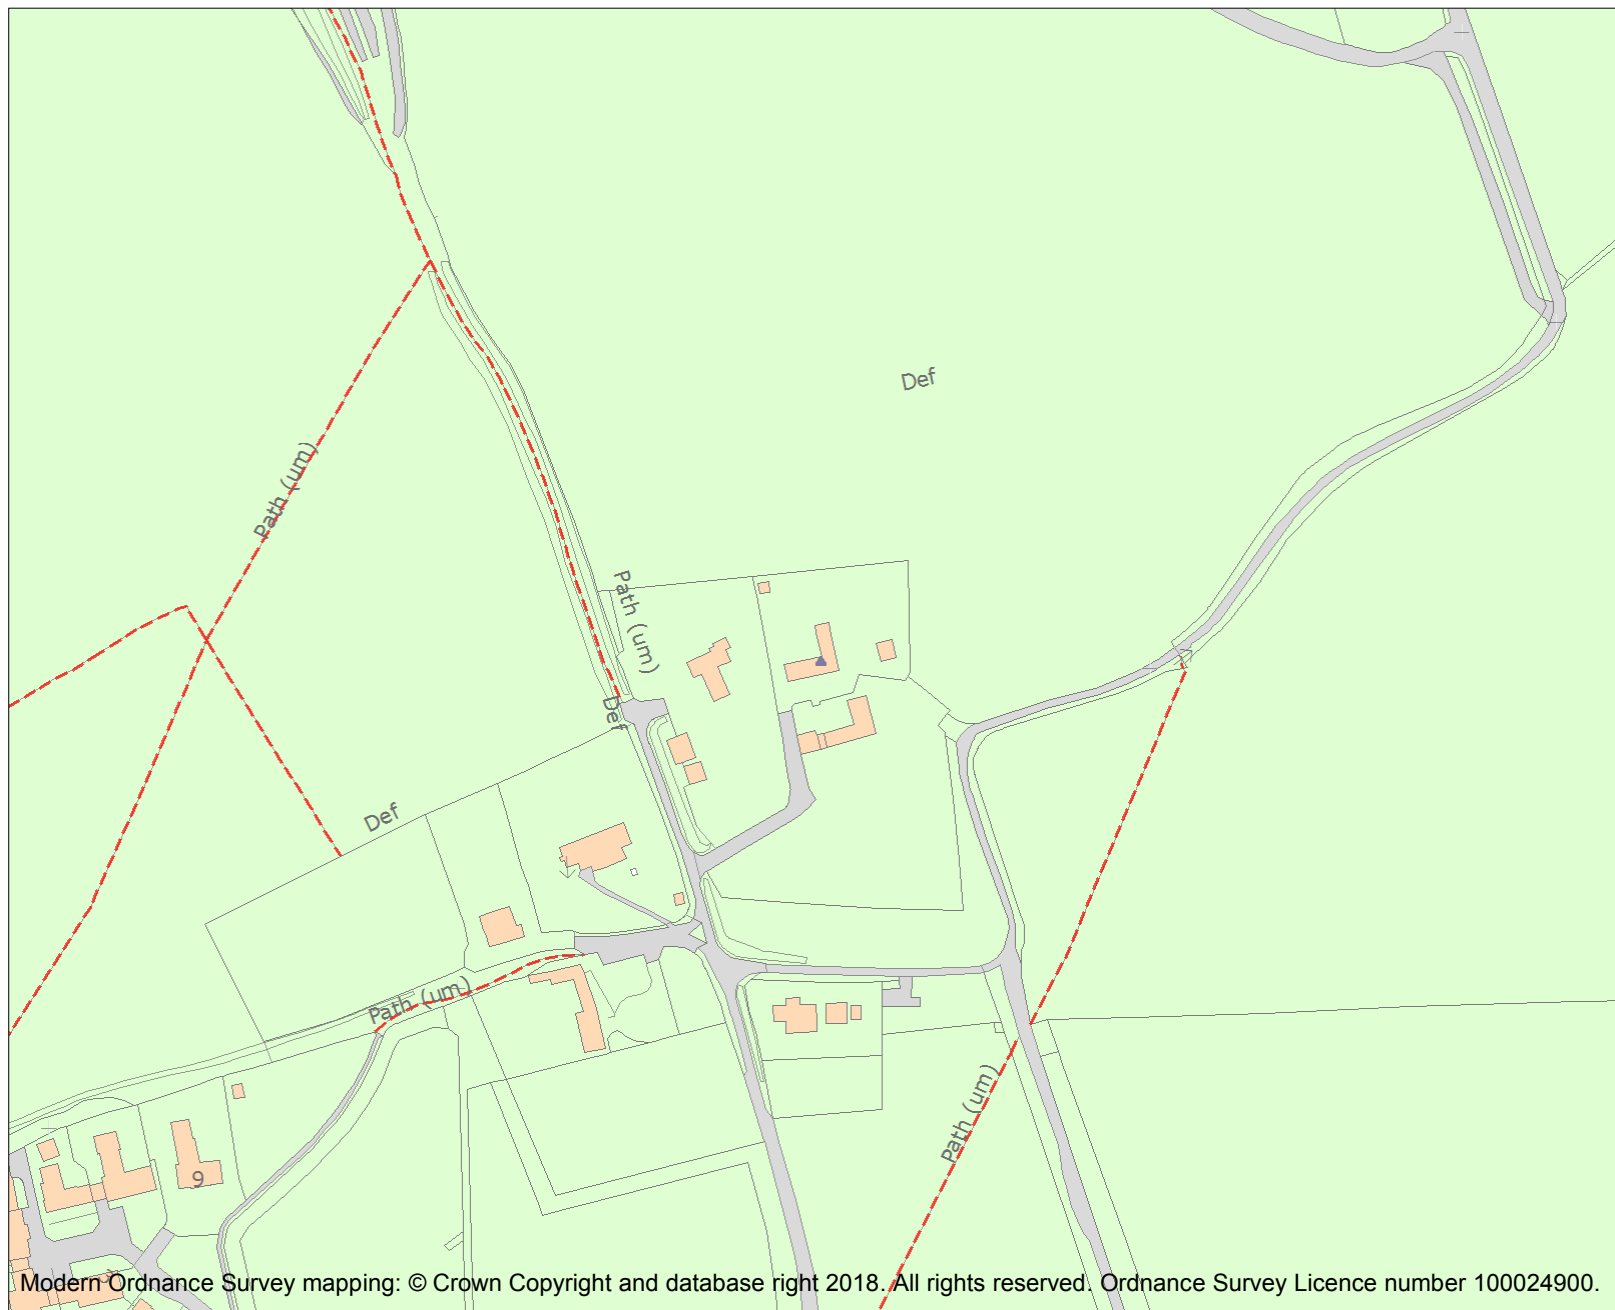 Def
Path (um)
Path (um)
Def
Def
Path (um)
Path (um)
9
Modern Ordnance Survey mapping: © Crown Copyright and database right 2018. All rights reserved. Ordnance Survey Licence number 100024900.